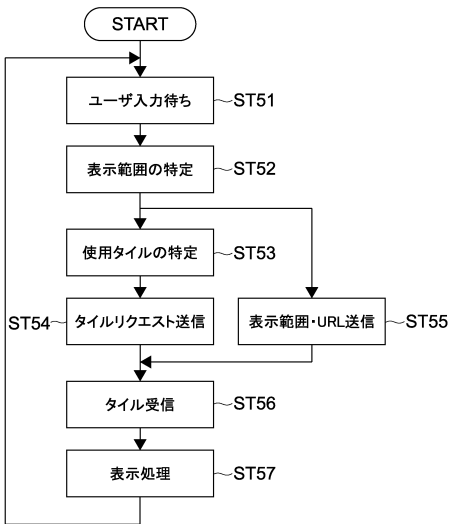 START
ユーザ入力待ち ST51
表示範囲の特定 ST52
使用タイルの特定 ST53
ST54 タイルリクエスト送信
表示範囲・URL送信 ST55
タイル受信 ST56
表示処理 ST57